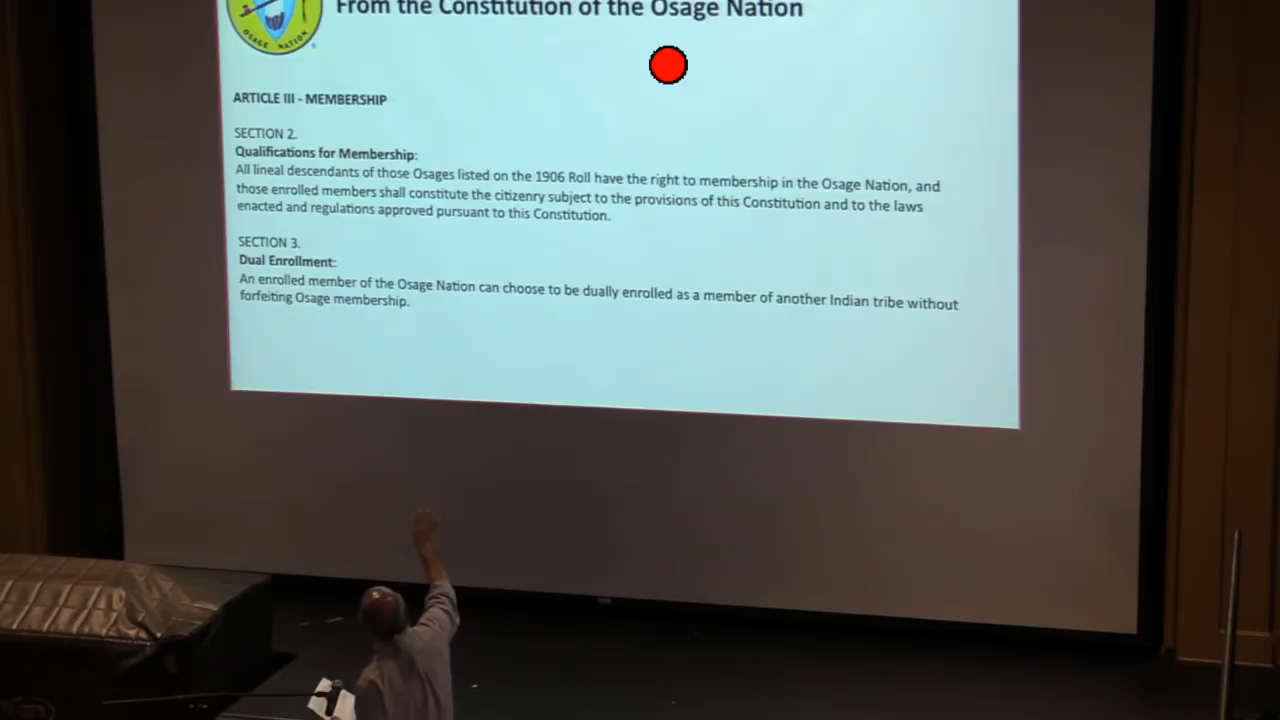 From the Constitution of the Osage Nation
OSAGE NATION
ARTICLE III - MEMBERSHIP
SECTION 2.
Qualifications for Membership:
All lineal descendants of those Osages listed on the 1906 Roll have the right to membership in the Osage Nation, and
those enrolled members shall constitute the citizenry subject to the provisions of this Constitution and to the laws
enacted and regulations approved pursuant to this Constitution.
SECTION 3.
Dual Enrollment:
An enrolled member of the Osage Nation can choose to be dually enrolled as a member of another Indian tribe without
forfeiting Osage membership.